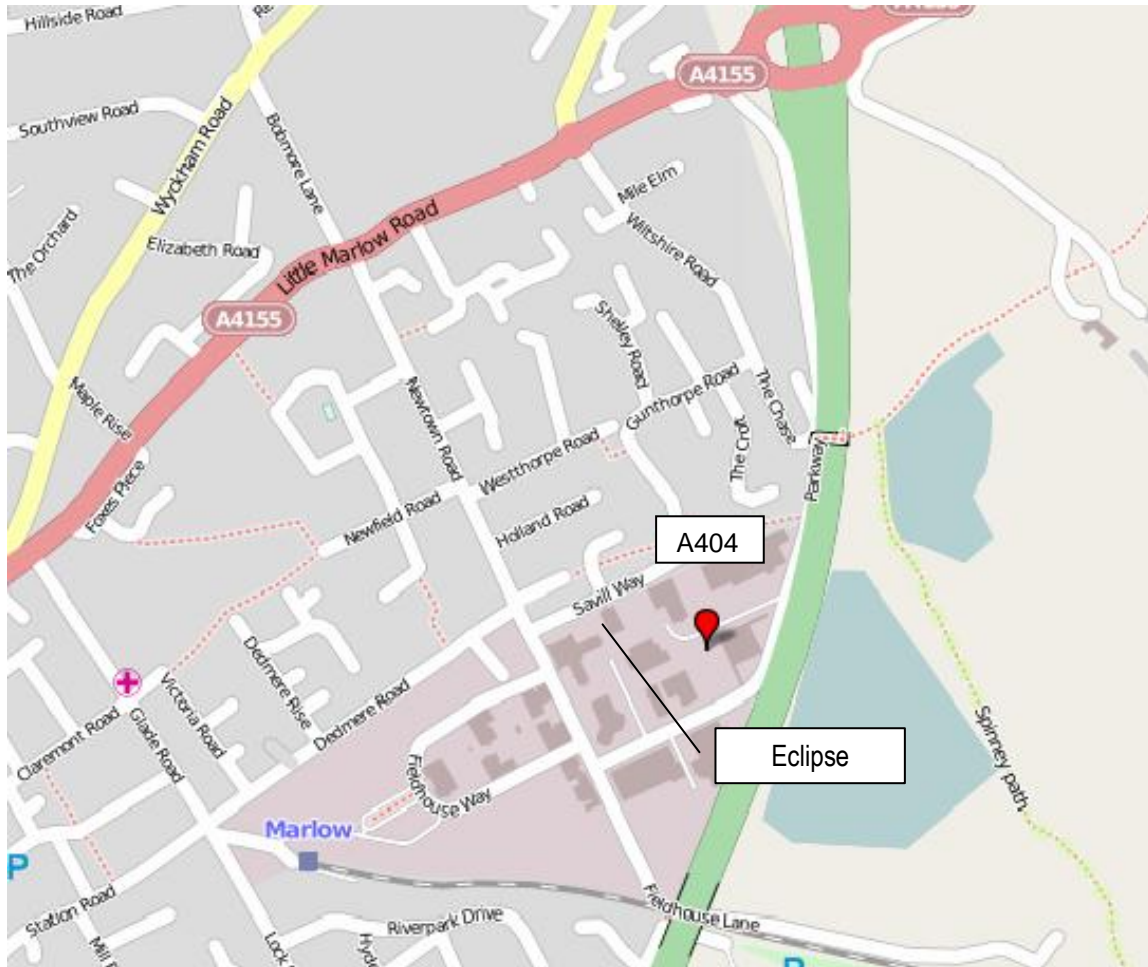 Hillside Road
A4155
Southview Road
Wyckham Road
Bobmore Lane
Mile Elm
The Orchard
Elizabeth Road
Little Marlow Road
Wiltshire Road
A4155
Shelley Road
Maple Rise
Newtown Road
Gunthorpe Road
The Chase
The Croft
Westthorpe Road
Parkway
Foxes Piece
Newfield Road
Holland Road
A404
Savill Way
Dedmere Rise
Victoria Road
Dedmere Road
Claremont Road
Glade Road
Eclipse
Spinney path
Fieldhouse Way
Marlow
P
Station Road
Riverpark Drive
Fieldhouse Lane
Mill
Lock
P